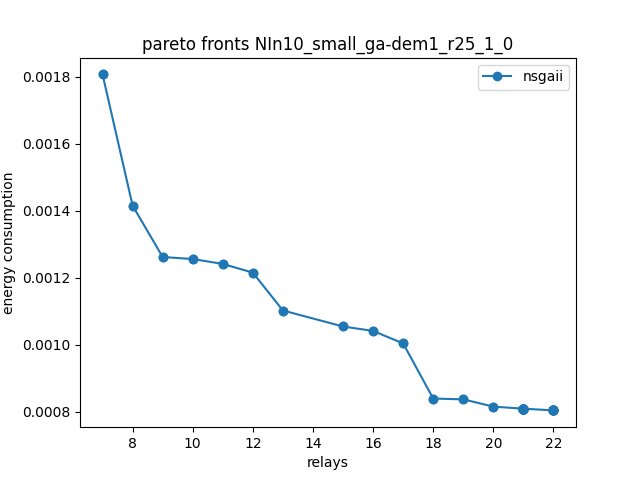 pareto fronts NIn10_small_ga-dem1_r25_1_0
nsgaii
energy consumption
0.0018
0.0016
0.0014
0.0012
0.0010
0.0008
8 10 12 14 16 18 20 22
relays